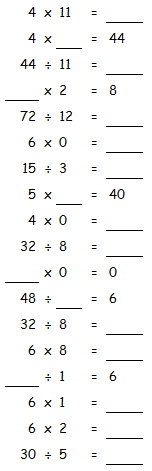 4 × 11 = ____
4 × ____ = 44
44 ÷ 11 = ____
____ × 2 = 8
72 ÷ 12 = ____
6 × 0 = ____
15 ÷ 3 = ____
5 × ____ = 40
4 × 0 = ____
32 ÷ 8 = ____
____ × 0 = 0
48 ÷ ____ = 6
32 ÷ 8 = ____
6 × 8 = ____
____ ÷ 1 = 6
6 × 1 = ____
6 × 2 = ____
30 ÷ 5 = ____